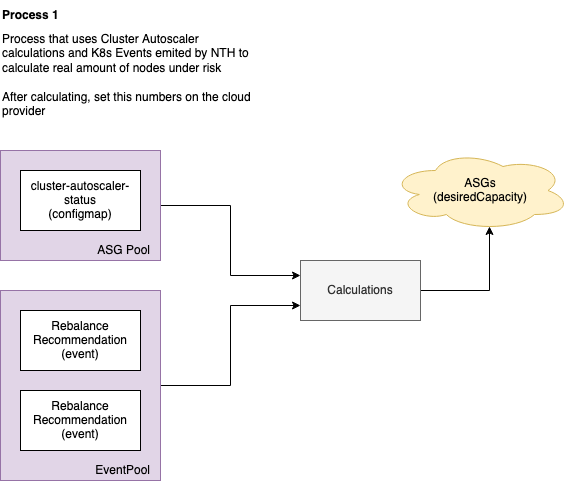 Process 1
Process that uses Cluster Autoscaler
calculations and K8s Events emited by NTH to
calculate real amount of nodes under risk
After calculating, set this numbers on the cloud
provider
cluster-autoscaler-
status
(configmap)
ASG Pool
ASGs
(desiredCapacity)
Calculations
Rebalance
Recommendation
(event)
Rebalance
Recommendation
(event)
EventPool